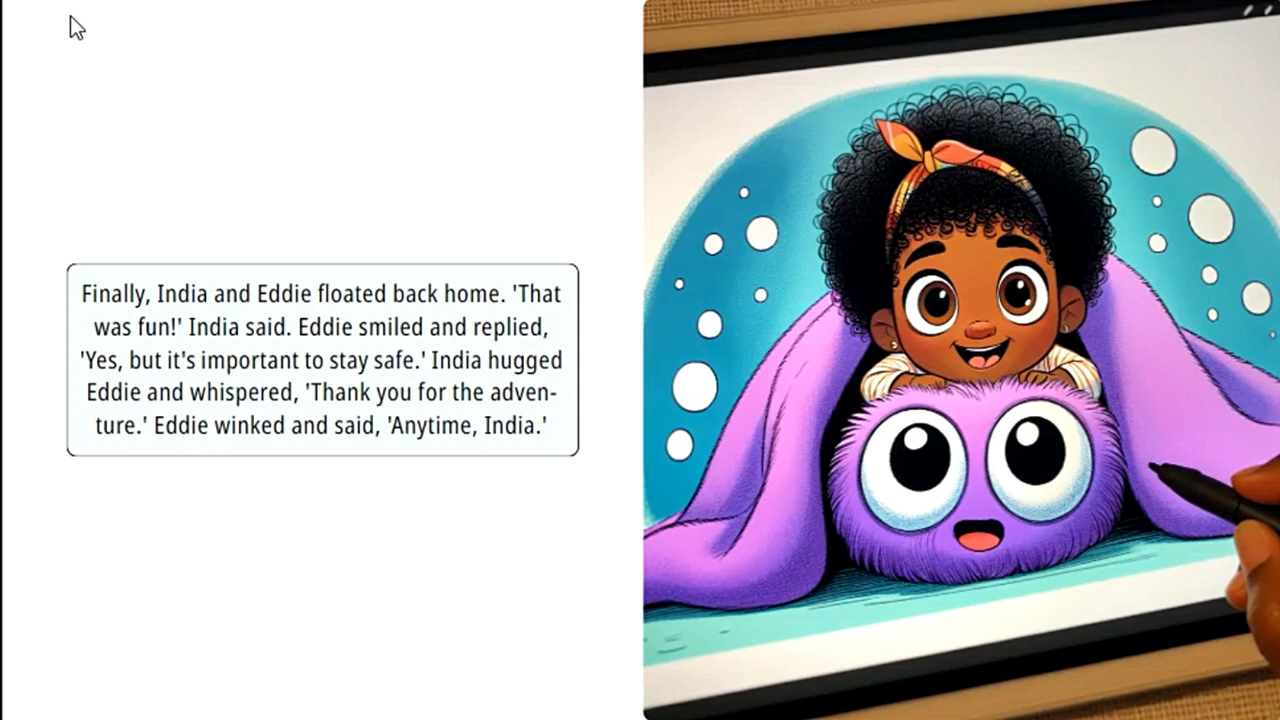 Finally, India and Eddie floated back home. 'That
was fun!' India said. Eddie smiled and replied,
'Yes, but it's important to stay safe.' India hugged
Eddie and whispered, 'Thank you for the adven-
ture.' Eddie winked and said, 'Anytime, India.'